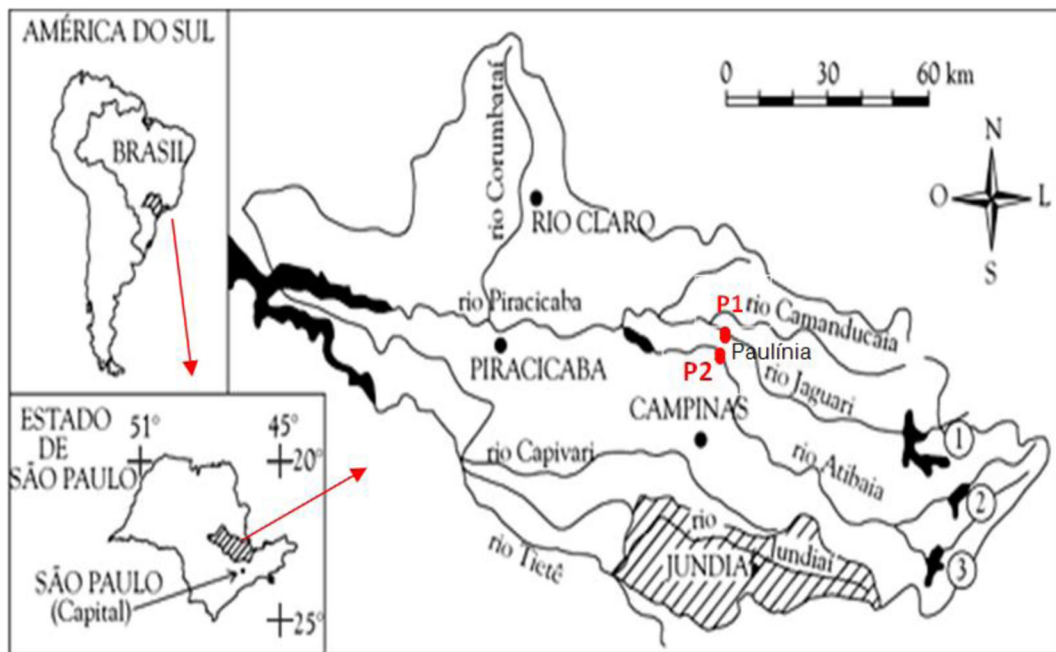 AMÉRICA DO SUL
BRASIL
ESTADO
DE
SÃO PAULO
51°
45°
20°
SÃO PAULO
(Capital)
25°
0 30 60 km
N
O L
S
rio Corumbataí
RIO CLARO
rio Piracicaba
PIRACICABA
P1
rio Camanducaia
Paulínia
P2
rio Jaguari
CAMPINAS
rio Atibaia
rio Capivari
rio Jundiaí
JUNDIAÍ
rio Tietê
1
2
3